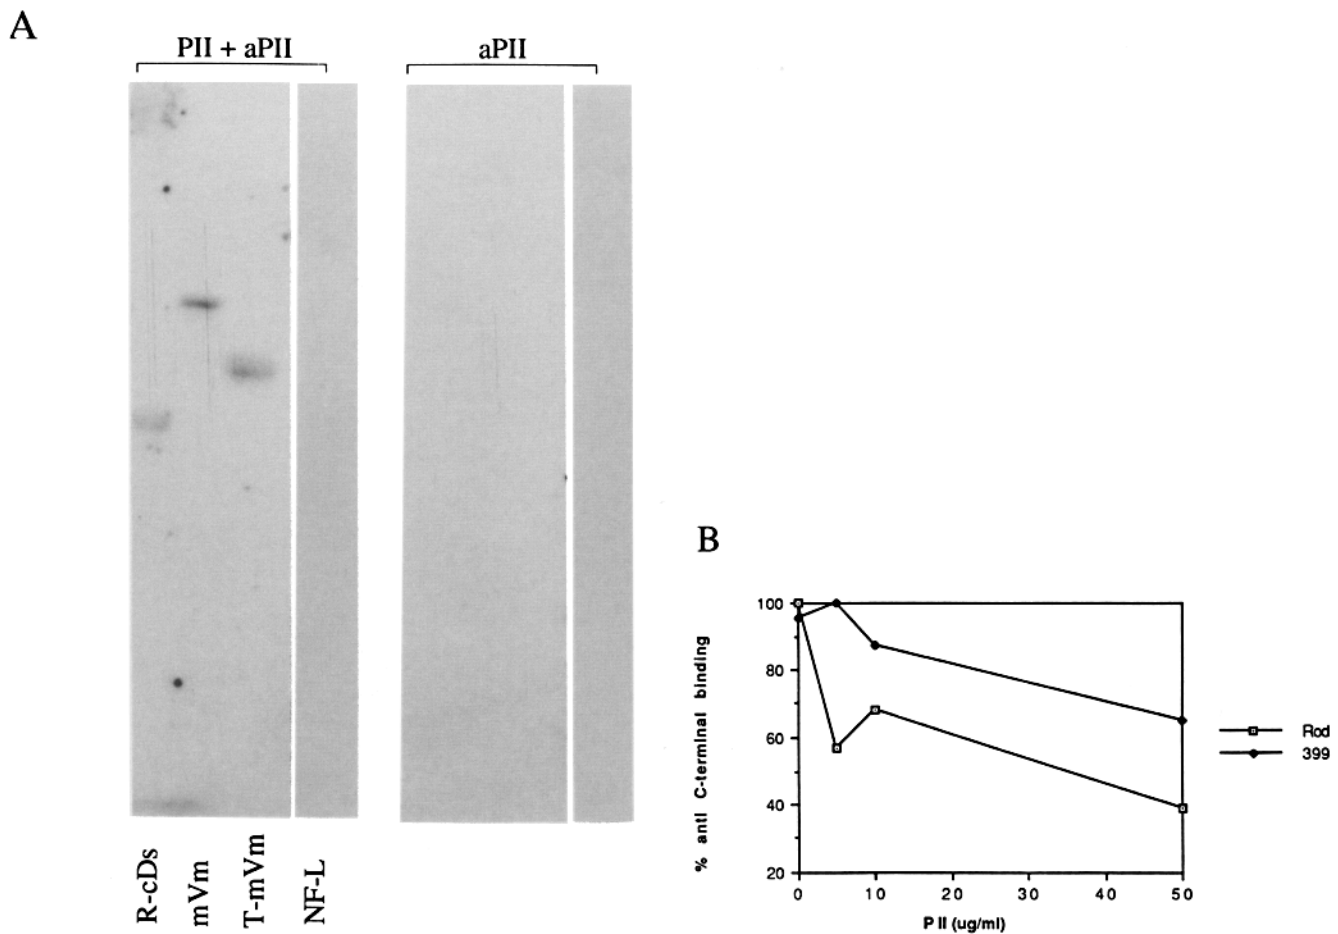 A
PII + aPII
aPII
R-cDs
mVm
T-mVm
NF-L
B
% anti C-terminal binding
100
80
60
40
20
0
10
20
30
40
50
P II (ug/ml)
Rod
399